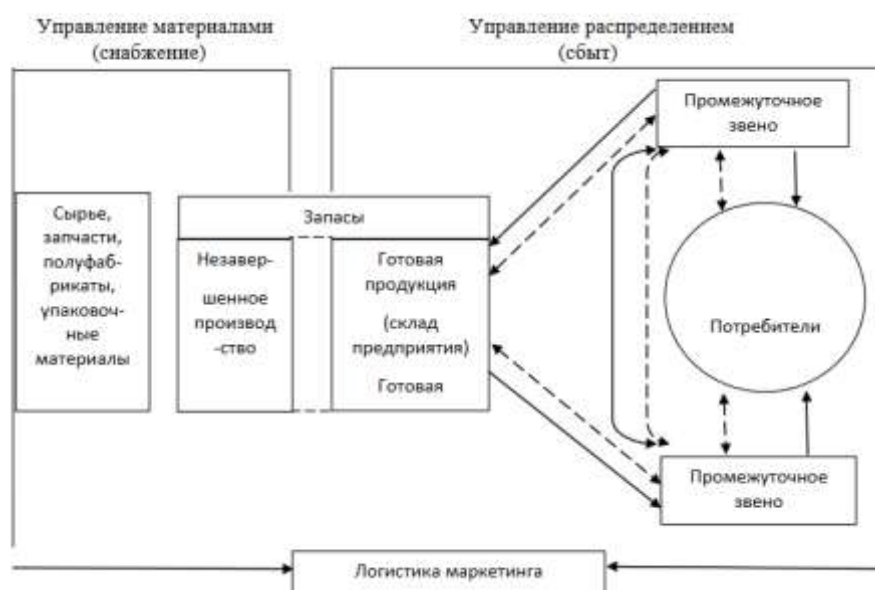 Управление материалами
(снабжение)
Управление распределением
(сбыт)
Промежуточное
звено
Сырье,
запчасти,
полуфаб-
рикаты,
упаковоч-
ные
материалы
Запасы
Незавер-
шенное
производ
-ство
Готовая
продукция
(склад
предприятия)
Готовая
Потребители
Промежуточное
звено
Логистика маркетинга